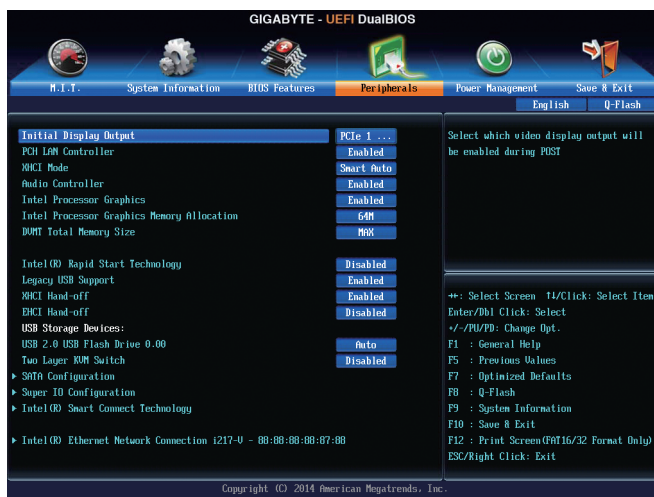 GIGABYTE - UEFI DualBIOS
M.I.T.
System Information
BIOS Features
Peripherals
Power Management
Save & Exit
English
Q-Flash
Initial Display Output PCIe 1 ...
PCH LAN Controller Enabled
XHCI Mode Smart Auto
Audio Controller Enabled
Intel Processor Graphics Enabled
Intel Processor Graphics Memory Allocation 64M
DVMT Total Memory Size MAX
Intel(R) Rapid Start Technology Disabled
Legacy USB Support Enabled
XHCI Hand-off Enabled
EHCI Hand-off Disabled
USB Storage Devices:
USB 2.0 USB Flash Drive 0.00 Auto
Two Layer KVM Switch Disabled
SATA Configuration
Super IO Configuration
Intel(R) Smart Connect Technology
Intel(R) Ethernet Network Connection i217-V - 88:88:88:88:87:88
Select which video display output will
be enabled during POST
↔: Select Screen ↑↓/Click: Select Item
Enter/Dbl Click: Select
+/-/PU/PD: Change Opt.
F1 : General Help
F5 : Previous Values
F7 : Optimized Defaults
F8 : Q-Flash
F9 : System Information
F10 : Save & Exit
F12 : Print Screen(FAT16/32 Format Only)
ESC/Right Click: Exit
Copyright (C) 2014 American Megatrends, Inc.